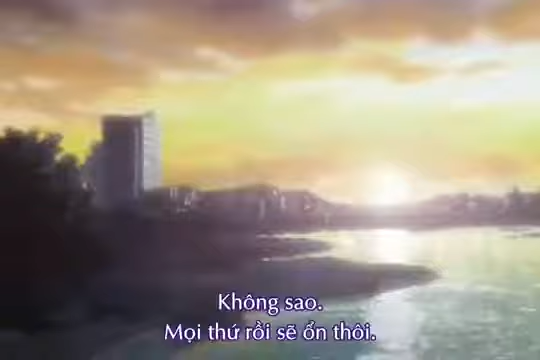 Không sao.
Mọi thứ rồi sẽ ổn thôi.